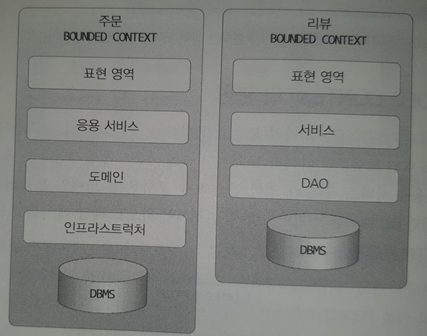 주문
BOUNDED CONTEXT
표현 영역
응용 서비스
도메인
인프라스트럭처
DBMS
리뷰
BOUNDED CONTEXT
표현 영역
서비스
DAO
DBMS